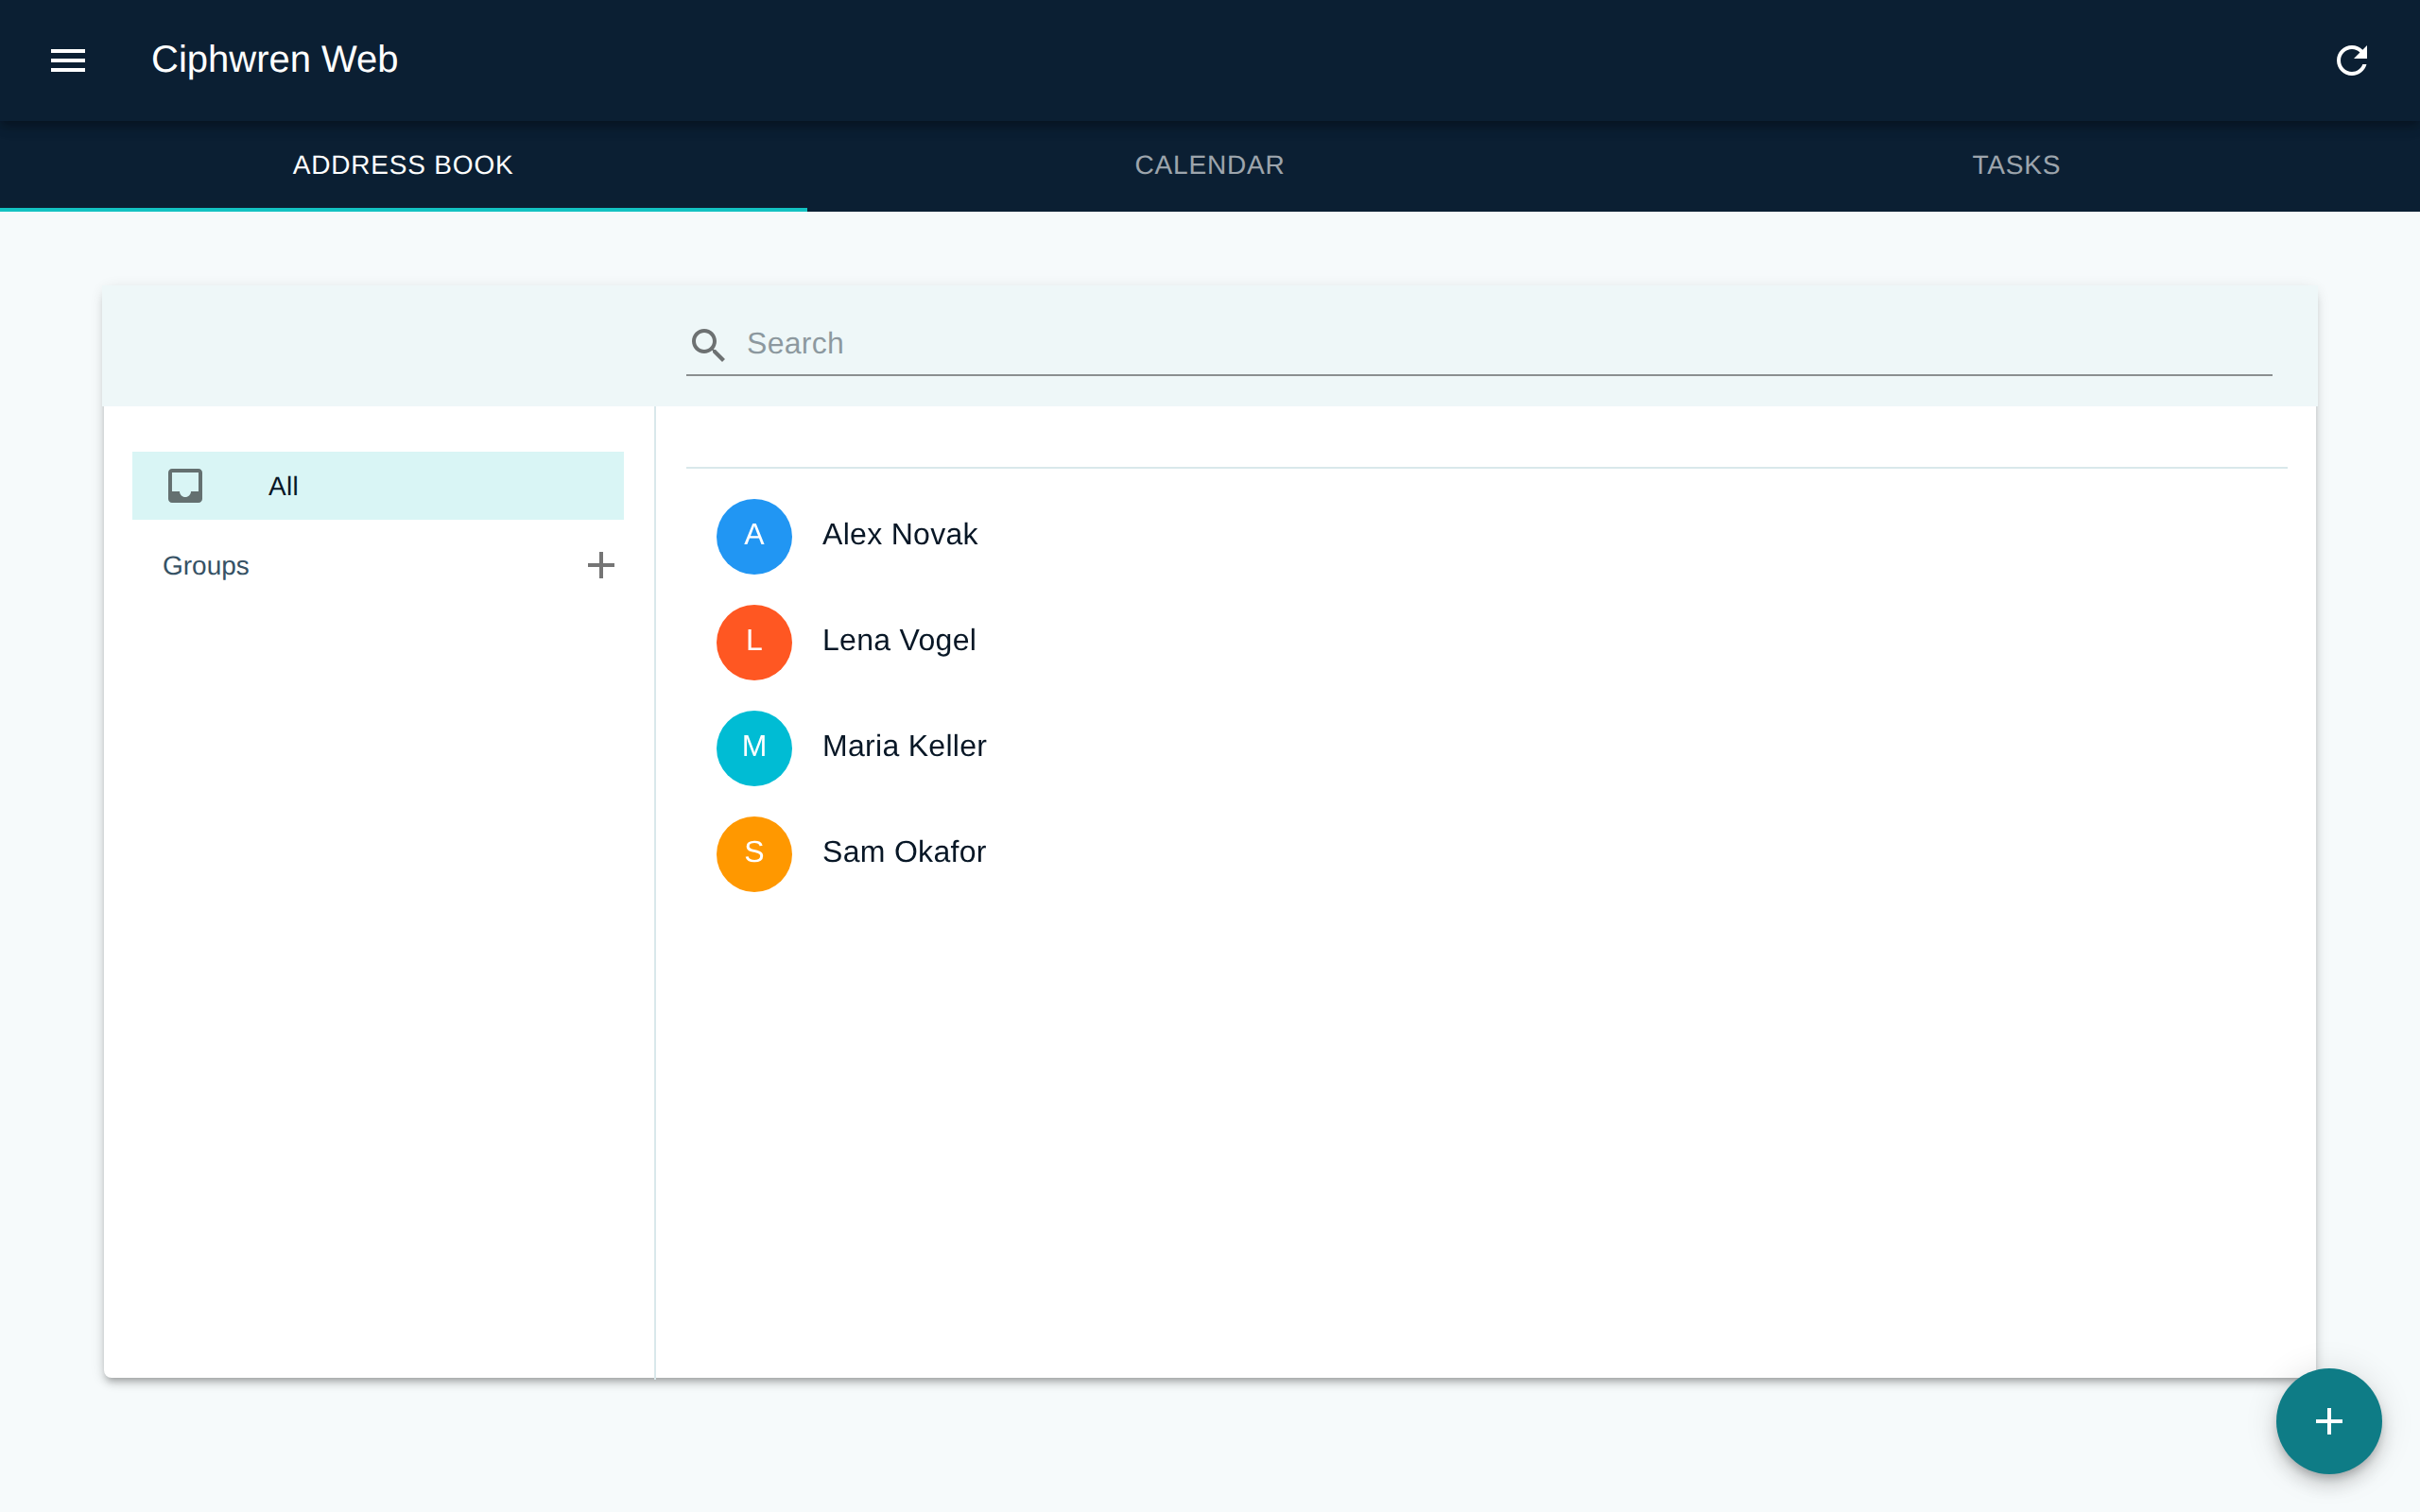 Ciphwren Web
ADDRESS BOOK
CALENDAR
TASKS
Search
All
Groups
A
Alex Novak
L
Lena Vogel
M
Maria Keller
S
Sam Okafor